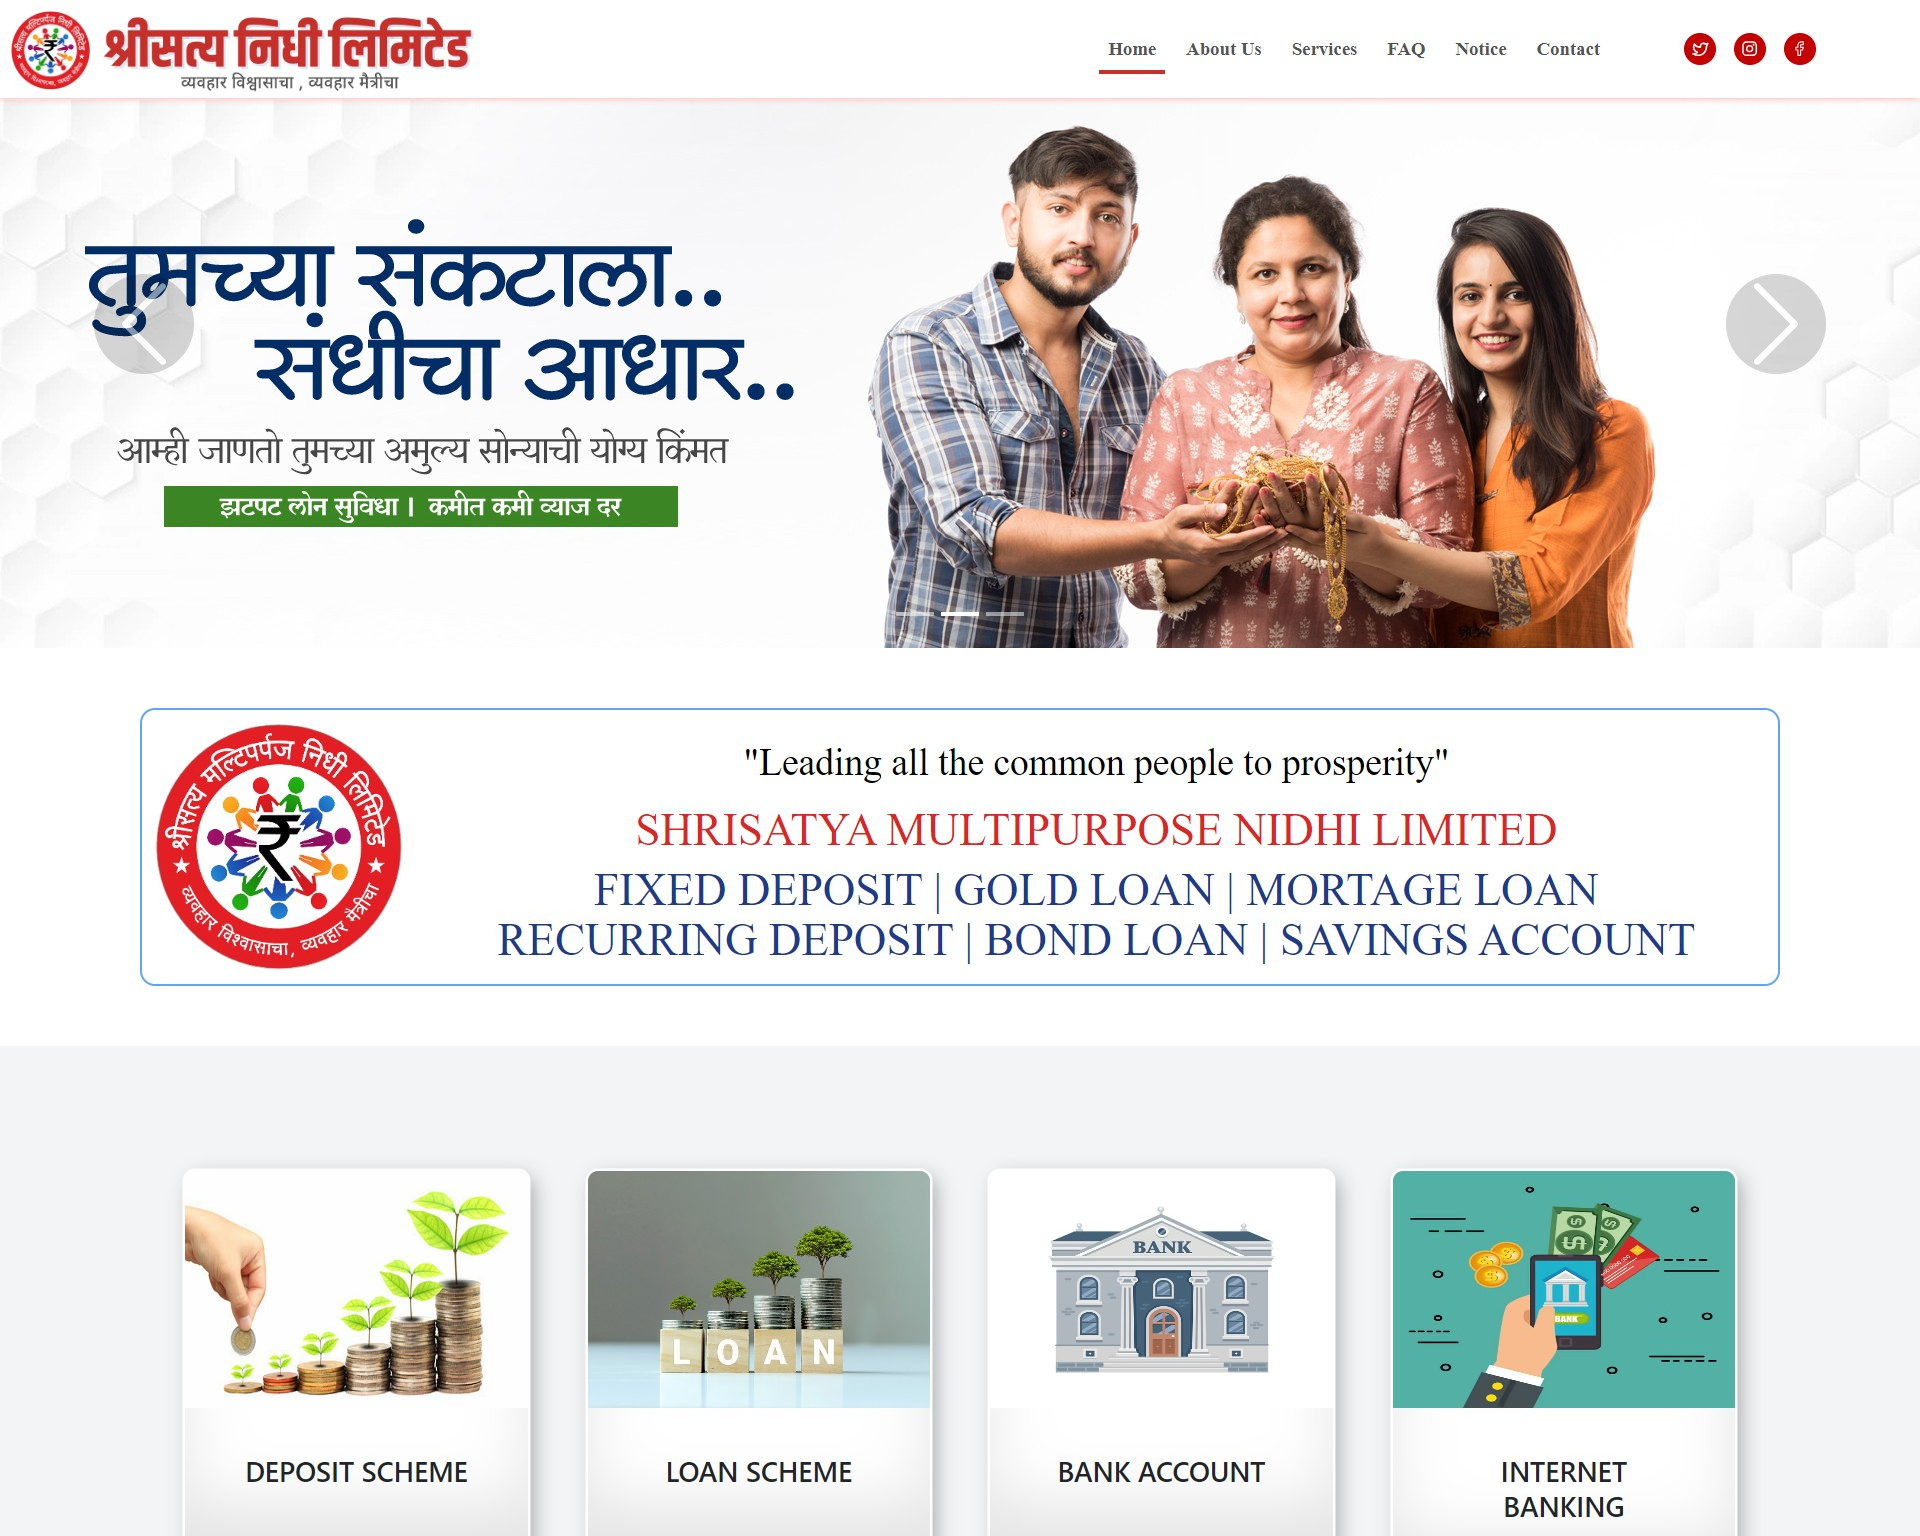 श्रीसत्य निधी लिमिटेड
व्यवहार विश्वासाचा , व्यवहार मैत्रीचा
Home About Us Services FAQ Notice Contact
तुमच्या संकटाला..
संधीचा आधार..
आम्ही जाणतो तुमच्या अमुल्य सोन्याची योग्य किंमत
झटपट लोन सुविधा | कमीत कमी व्याज दर
श्रीसत्य मल्टिपर्पज निधी लिमिटेड
₹
व्यवहार विश्वासाचा, व्यवहार मैत्रीचा
"Leading all the common people to prosperity"
SHRISATYA MULTIPURPOSE NIDHI LIMITED
FIXED DEPOSIT | GOLD LOAN | MORTAGE LOAN
RECURRING DEPOSIT | BOND LOAN | SAVINGS ACCOUNT
LOAN
BANK
BANK
DEPOSIT SCHEME
LOAN SCHEME
BANK ACCOUNT
INTERNET
BANKING